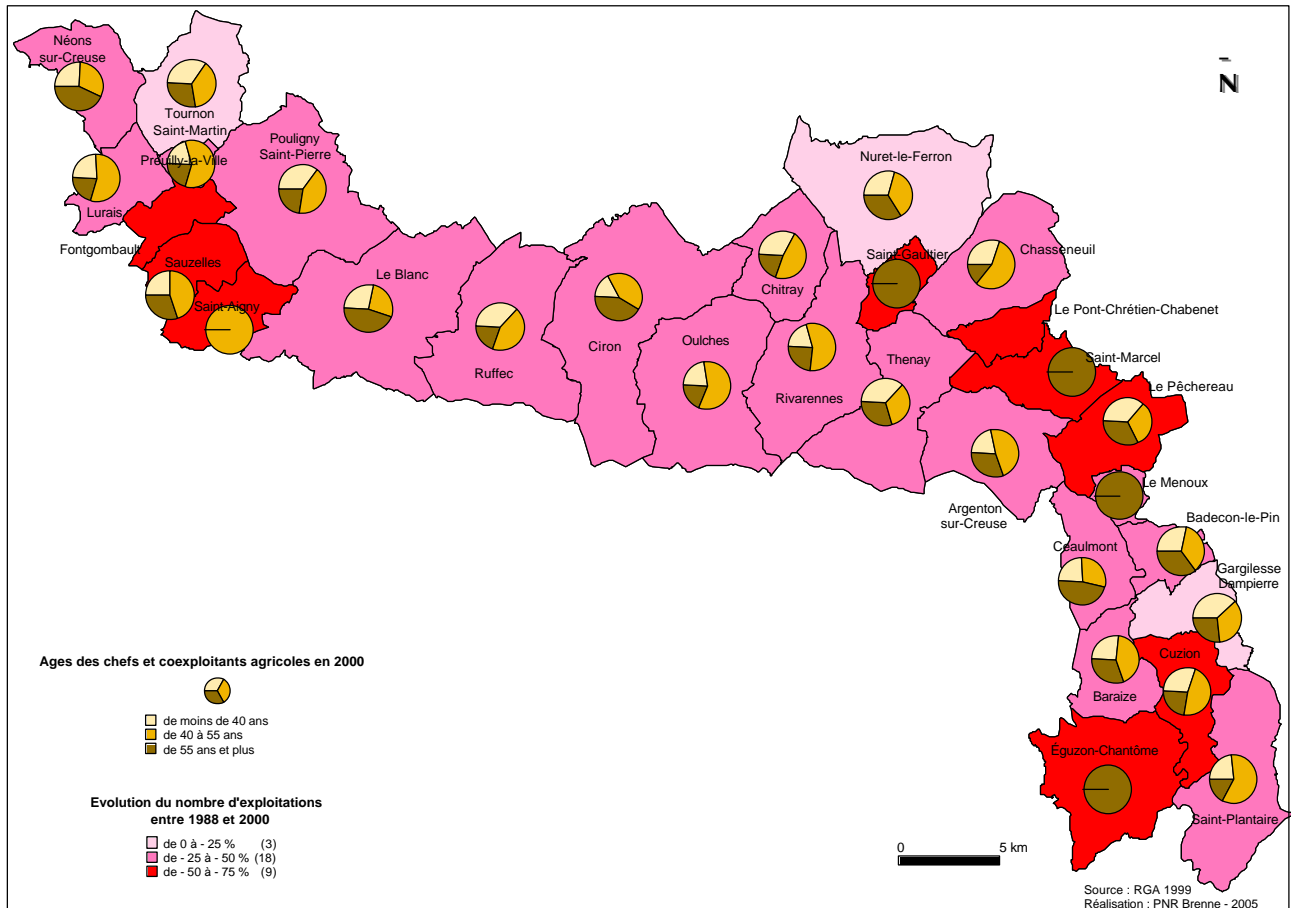 Néons
sur-Creuse
N
Tournon
Saint-Martin
Pouligny
Saint-Pierre
Preuilly-la-Ville
Nuret-le-Ferron
Lurais
Fontgombault
Sauzelles
Saint-Gaultier
Chasseneuil
Le Blanc
Chitray
Saint-Aigny
Le Pont-Chrétien-Chabenet
Ciron
Oulches
Thenay
Saint-Marcel
Ruffec
Rivarennes
Le Pêchereau
Le Menoux
Argenton
sur-Creuse
Badecon-le-Pin
Ceaulmont
Gargilesse
Dampierre
Cuzion
Baraize
Éguzon-Chantôme
Saint-Plantaire
Ages des chefs et coexploitants agricoles en 2000
de moins de 40 ans
de 40 à 55 ans
de 55 ans et plus
Evolution du nombre d'exploitations
entre 1988 et 2000
de 0 à - 25 % (3)
de - 25 à - 50 % (18)
de - 50 à - 75 % (9)
0 5 km
Source : RGA 1999
Réalisation : PNR Brenne - 2005